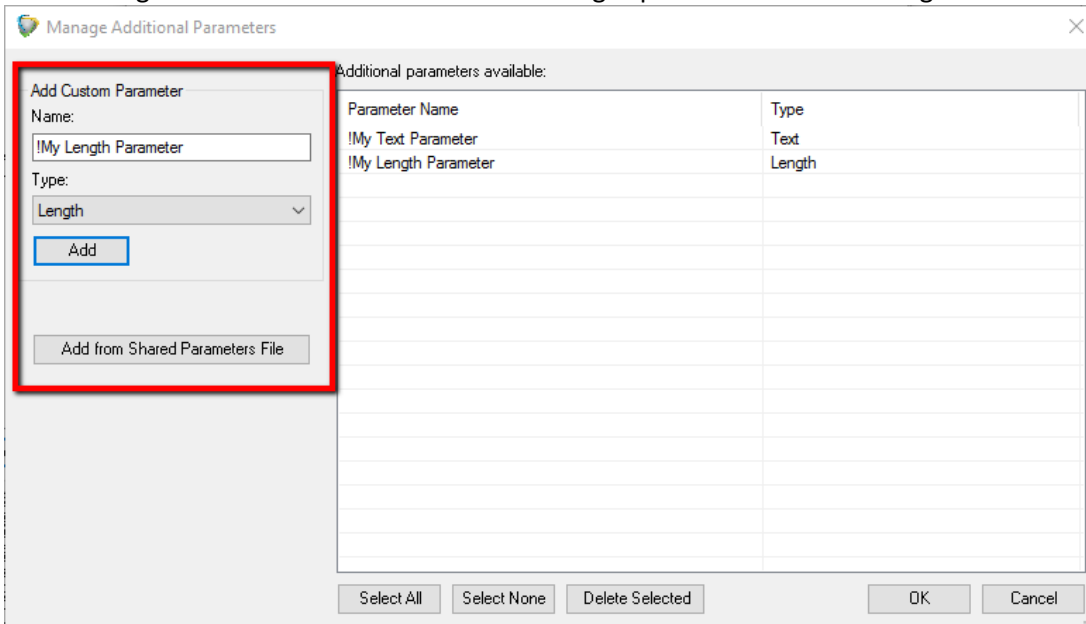 Manage Additional Parameters
Additional parameters available:
Add Custom Parameter
Name:
!My Length Parameter
Type:
Length
Add
Add from Shared Parameters File
Parameter Name Type
!My Text Parameter Text
!My Length Parameter Length
Select All Select None Delete Selected OK Cancel